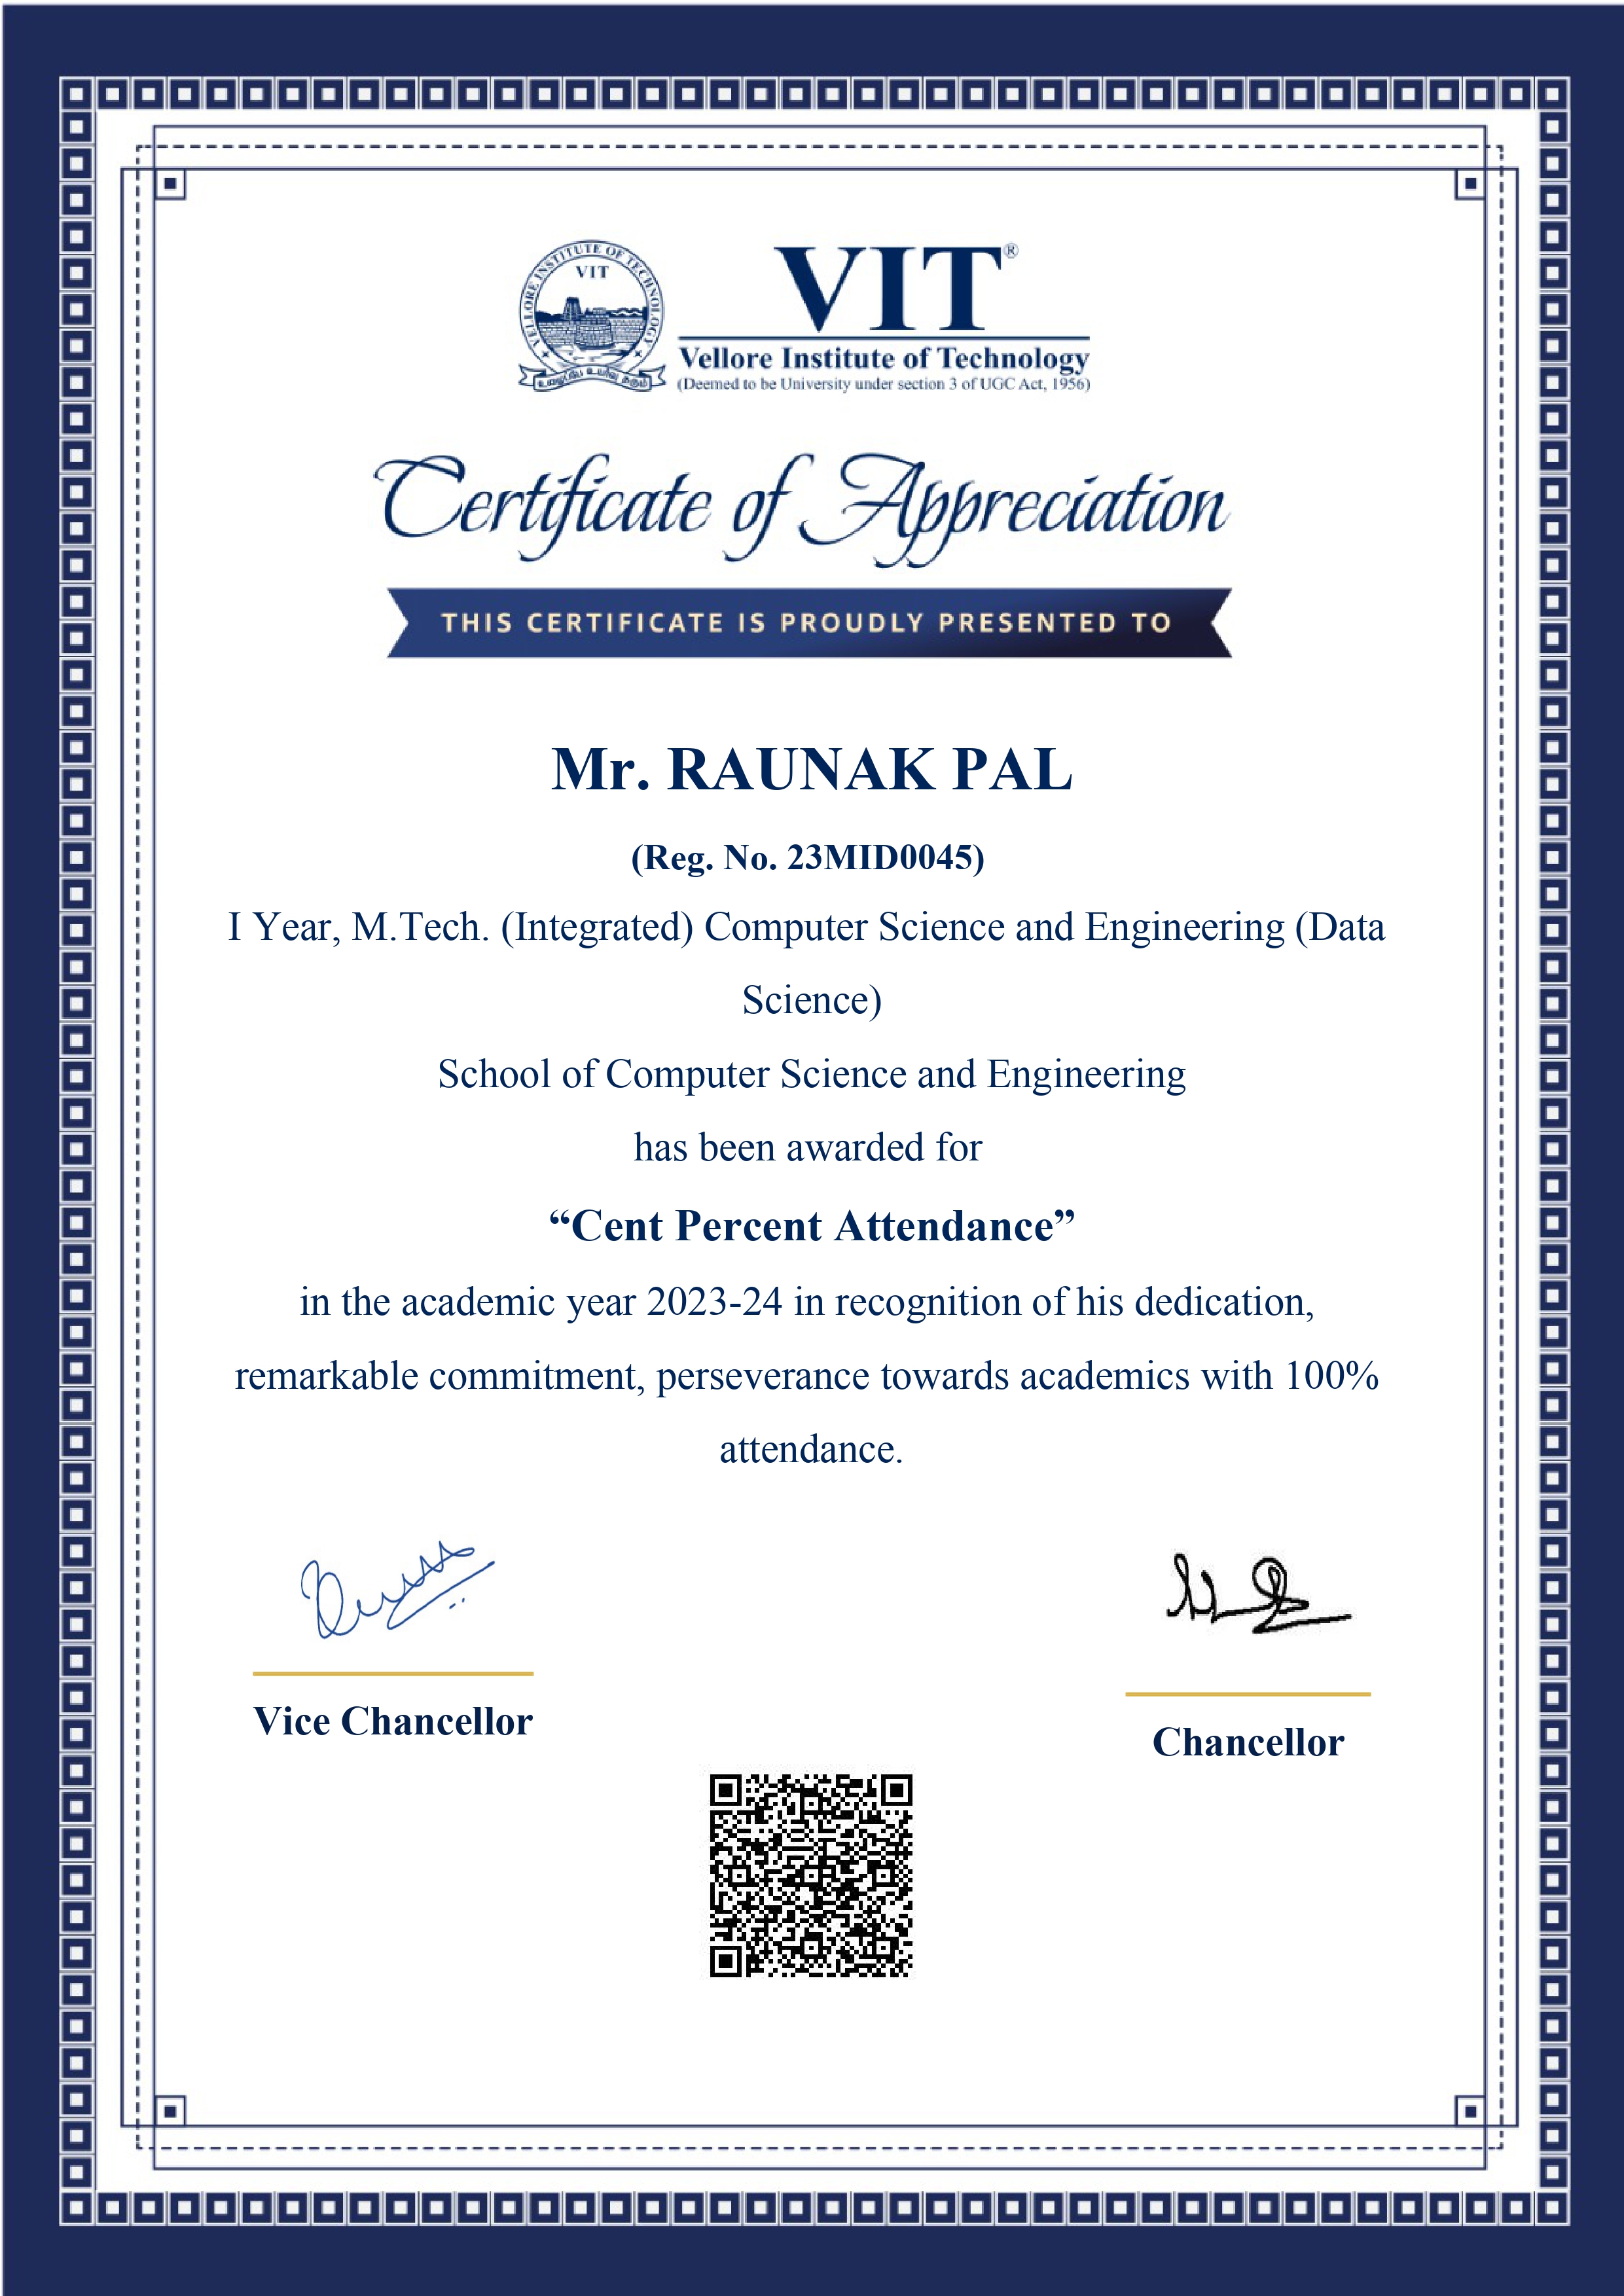 VELLORE INSTITUTE OF TECHNOLOGY
VIT
VIT®
Vellore Institute of Technology
(Deemed to be University under section 3 of UGC Act, 1956)
Certificate of Appreciation
THIS CERTIFICATE IS PROUDLY PRESENTED TO
Mr. RAUNAK PAL
(Reg. No. 23MID0045)
I Year, M.Tech. (Integrated) Computer Science and Engineering (Data
Science)
School of Computer Science and Engineering
has been awarded for
“Cent Percent Attendance”
in the academic year 2023-24 in recognition of his dedication,
remarkable commitment, perseverance towards academics with 100%
attendance.
Vice Chancellor
Chancellor